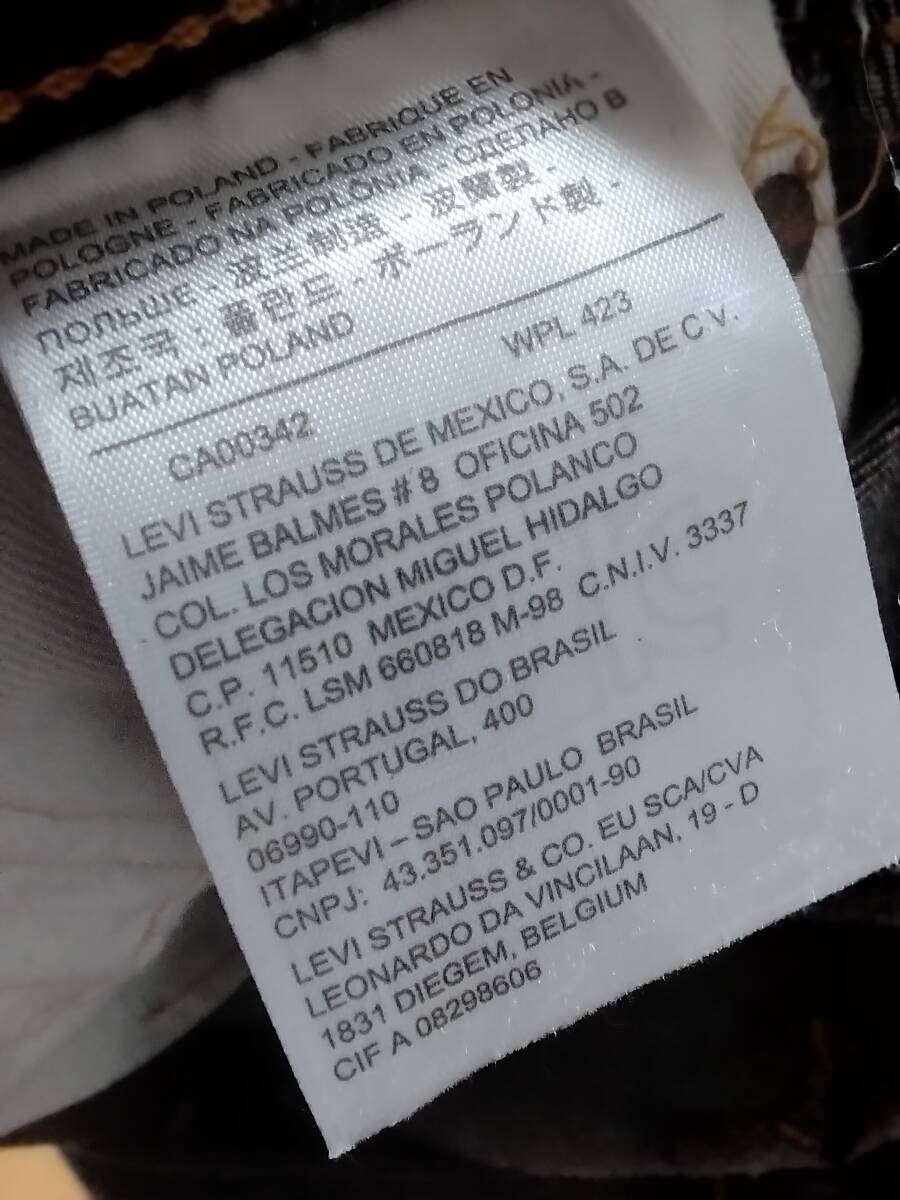 MADE IN POLAND - FABRIQUE EN
POLOGNE - FABRICADO EN POLONIA -
FABRICADO NA POLÔNIA - СДЕЛАНО В
ПОЛЬШЕ - 波兰制造 - 波蘭製 -
제조국 - 폴란드 - ポーランド製 -
BUATAN POLAND
CA00342 WPL 423
LEVI STRAUSS DE MEXICO, S.A. DE C.V.
JAIME BALMES # 8 OFICINA 502
COL. LOS MORALES POLANCO
DELEGACION MIGUEL HIDALGO
C.P. 11510 MEXICO D.F.
R.F.C. LSM 660818 M-98 C.N.I.V. 3337
LEVI STRAUSS DO BRASIL
AV. PORTUGAL, 400
06990-110
ITAPEVI – SAO PAULO BRASIL
CNPJ: 43.351.097/0001-90
LEVI STRAUSS & CO. EU SCA/CVA
LEONARDO DA VINCILAAN, 19 - D
1831 DIEGEM, BELGIUM
CIF A 08298606